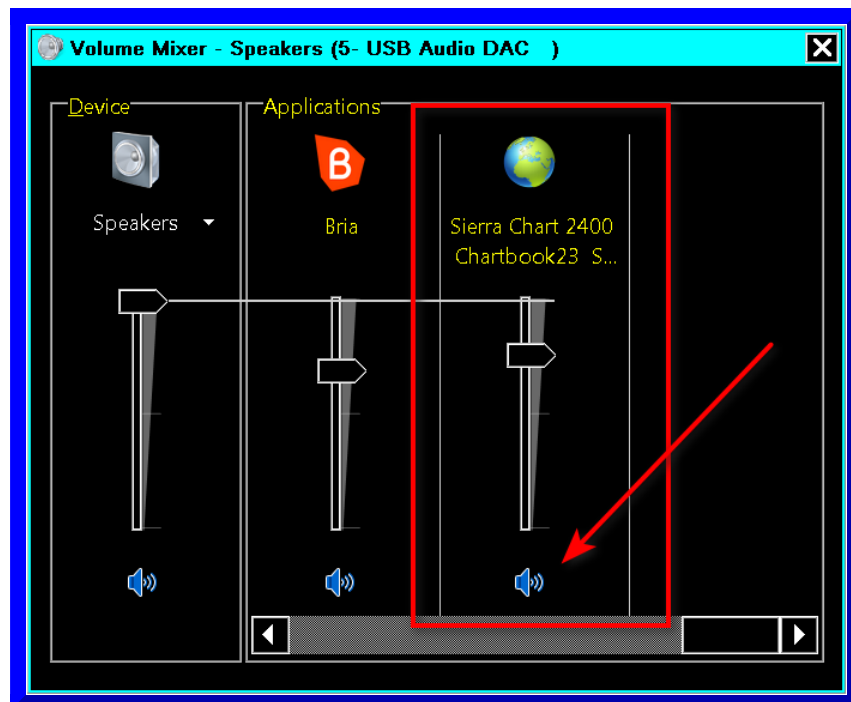 Volume Mixer - Speakers (5- USB Audio DAC )
Device
Applications
B
Speakers
Bria
Sierra Chart 2400
Chartbook23 S...